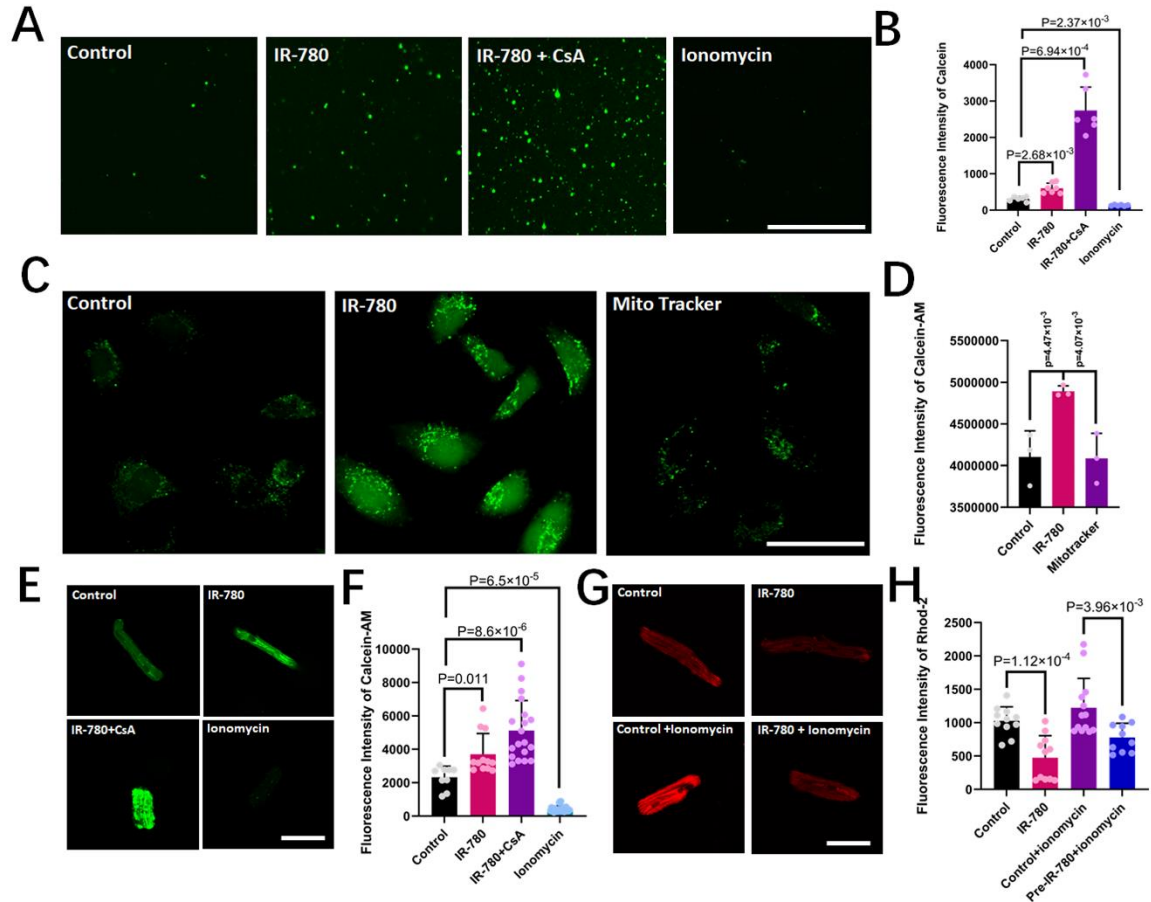 A
Control
IR-780
IR-780 + CsA
Ionomycin
B
P=2.37×10⁻³
P=6.94×10⁻⁴
P=2.68×10⁻³
Fluorescence Intensity of Calcein
4000
3000
2000
1000
0
Control
IR-780
IR-780+CsA
Ionomycin
C
Control
IR-780
Mito Tracker
D
p=4.47×10⁻³
p=4.07×10⁻³
Fluorescence Intensity of Calcein-AM
5500000
5000000
4500000
4000000
3500000
Control
IR-780
Mitotracker
E
Control
IR-780
IR-780+CsA
Ionomycin
F
P=6.5×10⁻⁵
P=8.6×10⁻⁶
P=0.011
Fluorescence Intensity of Calcein-AM
10000
8000
6000
4000
2000
0
Control
IR-780
IR-780+CsA
Ionomycin
G
Control
IR-780
Control +Ionomycin
IR-780 + Ionomycin
H
P=3.96×10⁻³
P=1.12×10⁻⁴
Fluorescence Intensity of Rhod-2
2500
2000
1500
1000
500
0
Control
IR-780
Control+ionomycin
Pre-IR-780+ionomycin